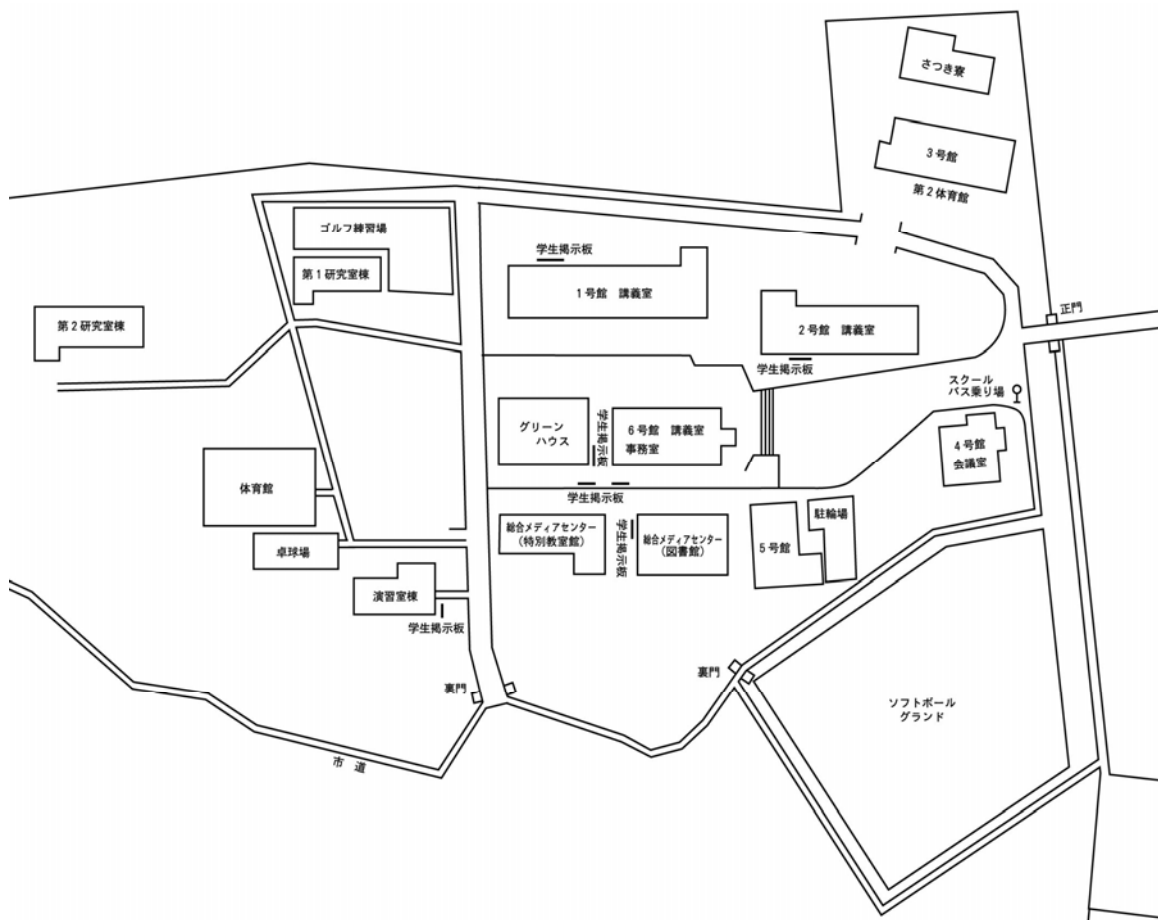 さつき寮
3号館
第2体育館
ゴルフ練習場
学生掲示板
第1研究室棟
1号館 講義室
正門
第2研究室棟
2号館 講義室
学生掲示板
スクール
バス乗り場
グリーン
ハウス
学生掲示板
6号館 講義室
事務室
4号館
会議室
体育館
学生掲示板
総合メディアセンター
(特別教室館)
学生掲示板
総合メディアセンター
(図書館)
5号館
駐輪場
卓球場
演習室棟
学生掲示板
裏門
裏門
ソフトボール
グランド
市道